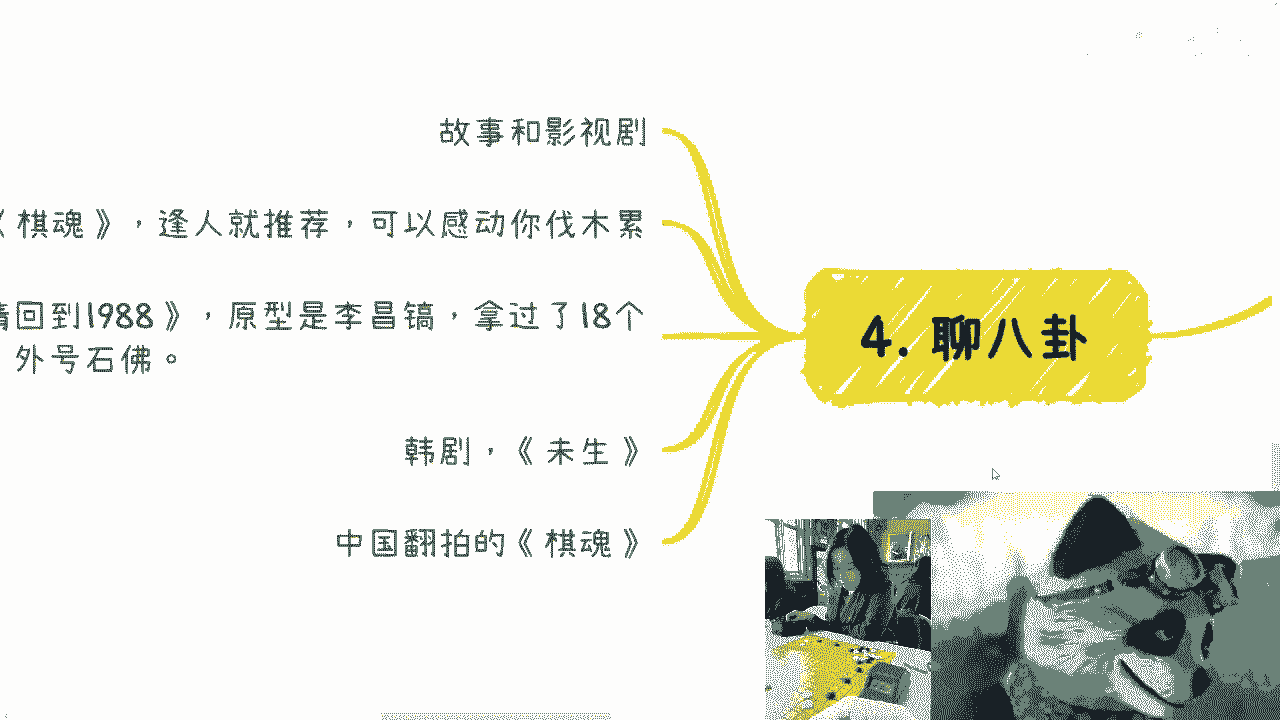 故事和影视剧
《棋魂》，逢人就推荐，可以感动你伐木累
情回到1988》，原型是李昌镐，拿过了18个
外号石佛。
韩剧，《未生》
中国翻拍的《棋魂》
4. 聊八卦